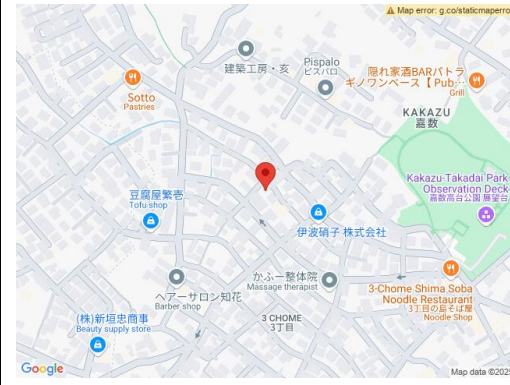 Map error: g.co/staticmaperro
建築工房・亥
Pispalo
ピスパロ
隠れ家酒BARパトラ
ギノワンベース【 Pub...
Grill
Sotto
Pastries
KAKAZU
嘉数
Kakazu-Takadai Park
Observation Deck
嘉数高台公園 展望台
豆腐屋繁壱
Tofu shop
伊波硝子 株式会社
かふー整体院
Massage therapist
ヘアーサロン知花
Barber shop
3-Chome Shima Soba
Noodle Restaurant
3丁目の島そば屋
Noodle Shop
(株)新垣忠商事
Beauty supply store
3 CHOME
3丁目
Google
Map data ©2025